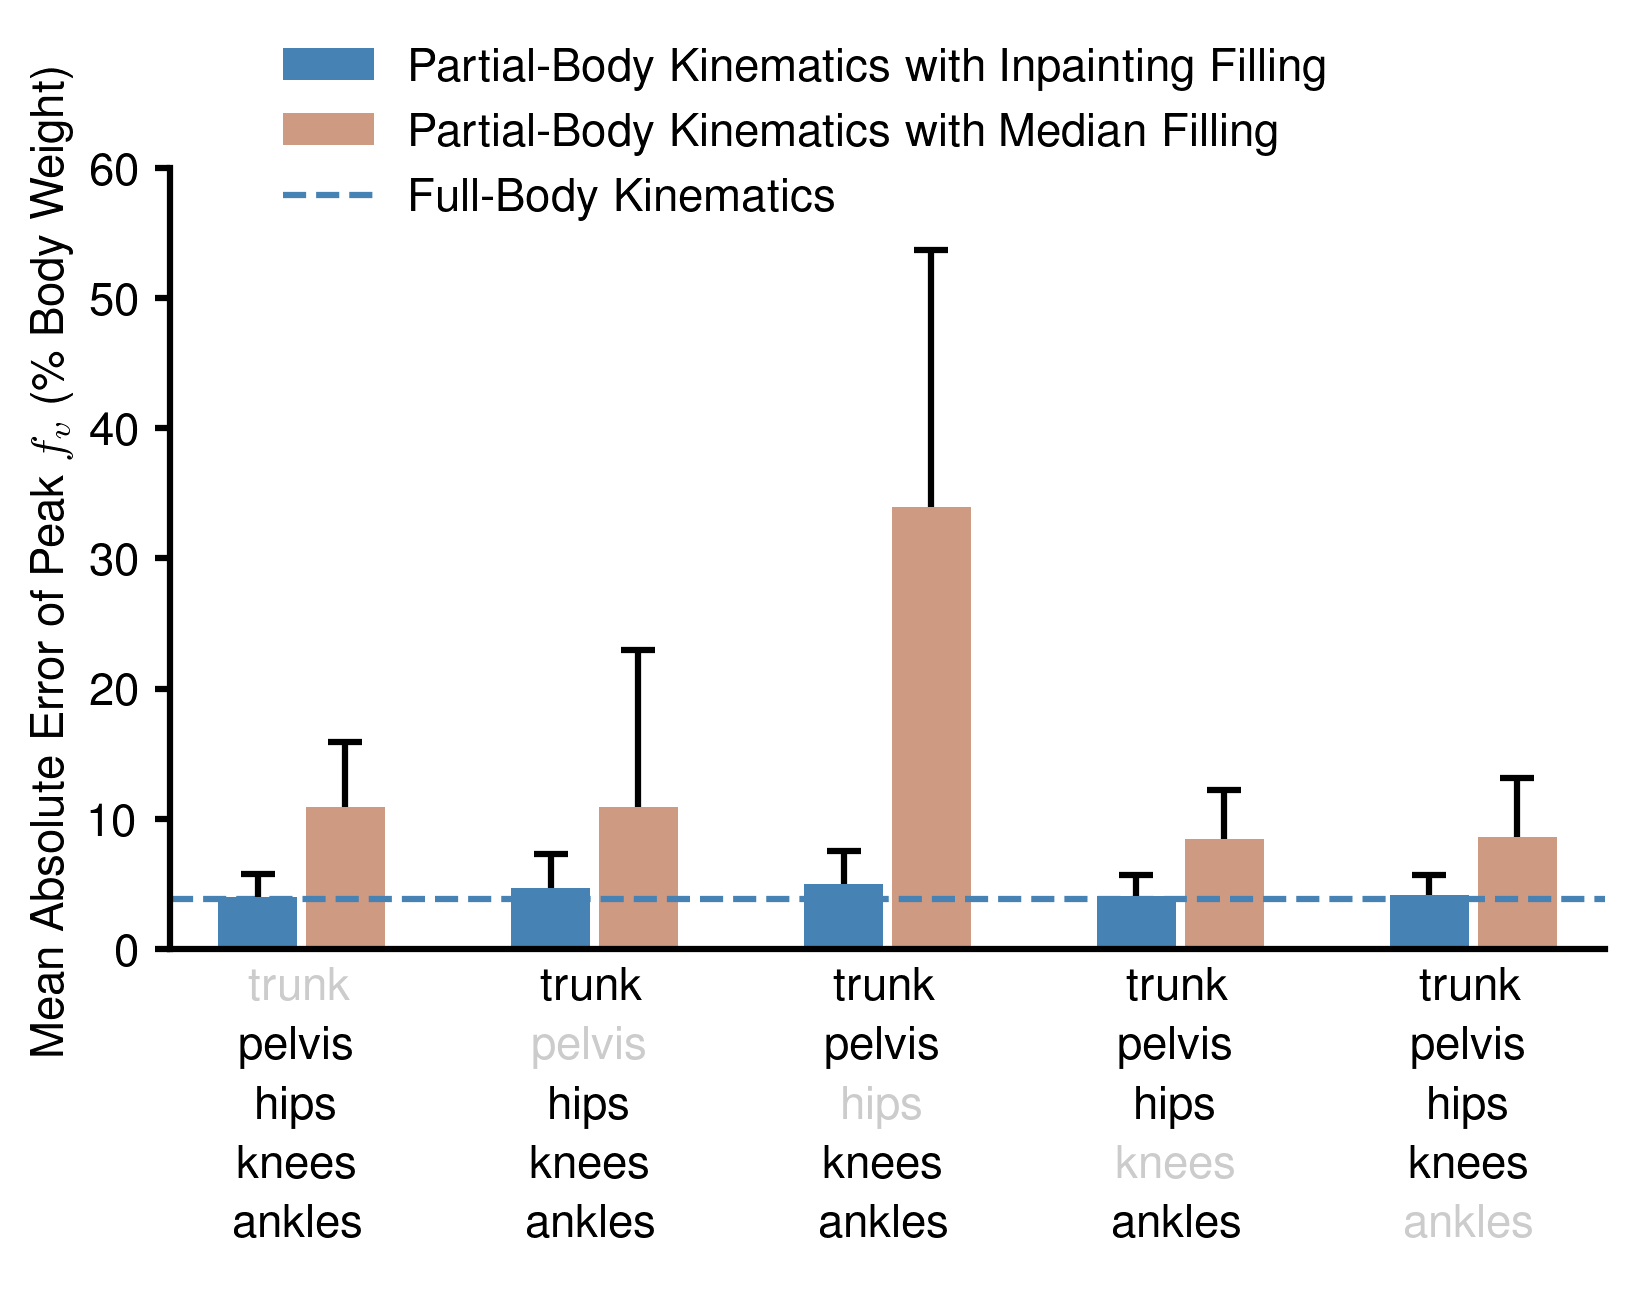 Partial-Body Kinematics with Inpainting Filling
Partial-Body Kinematics with Median Filling
Full-Body Kinematics
Mean Absolute Error of Peak f_v (% Body Weight)
60
50
40
30
20
10
0
trunk trunk trunk trunk trunk
pelvis pelvis pelvis pelvis pelvis
hips hips hips hips hips
knees knees knees knees knees
ankles ankles ankles ankles ankles